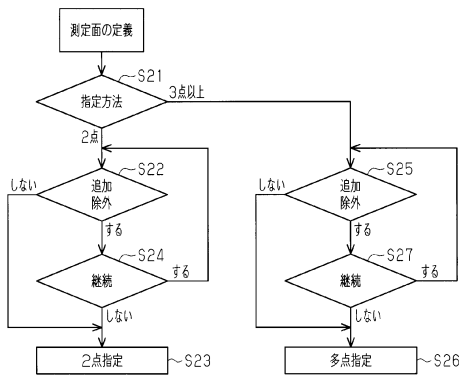 測定面の定義
S21
指定方法
3点以上
2点
S22
追加
除外
しない
する
S24
継続
する
しない
2点指定
S23
S25
追加
除外
しない
する
S27
継続
する
しない
多点指定
S26